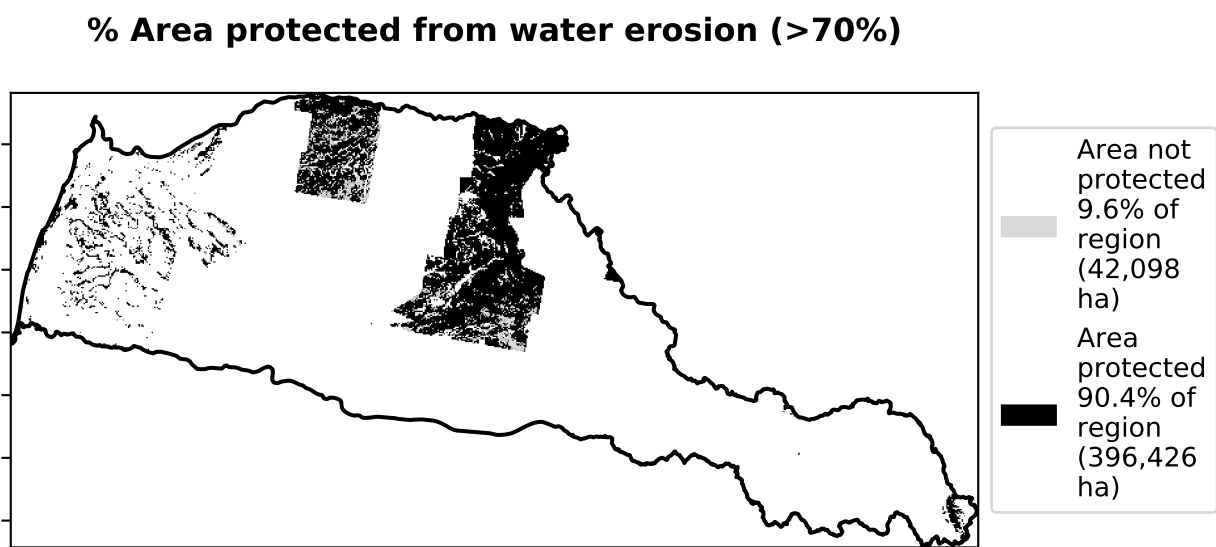 % Area protected from water erosion (>70%)
Area not
protected
9.6% of
region
(42,098
ha)
Area
protected
90.4% of
region
(396,426
ha)